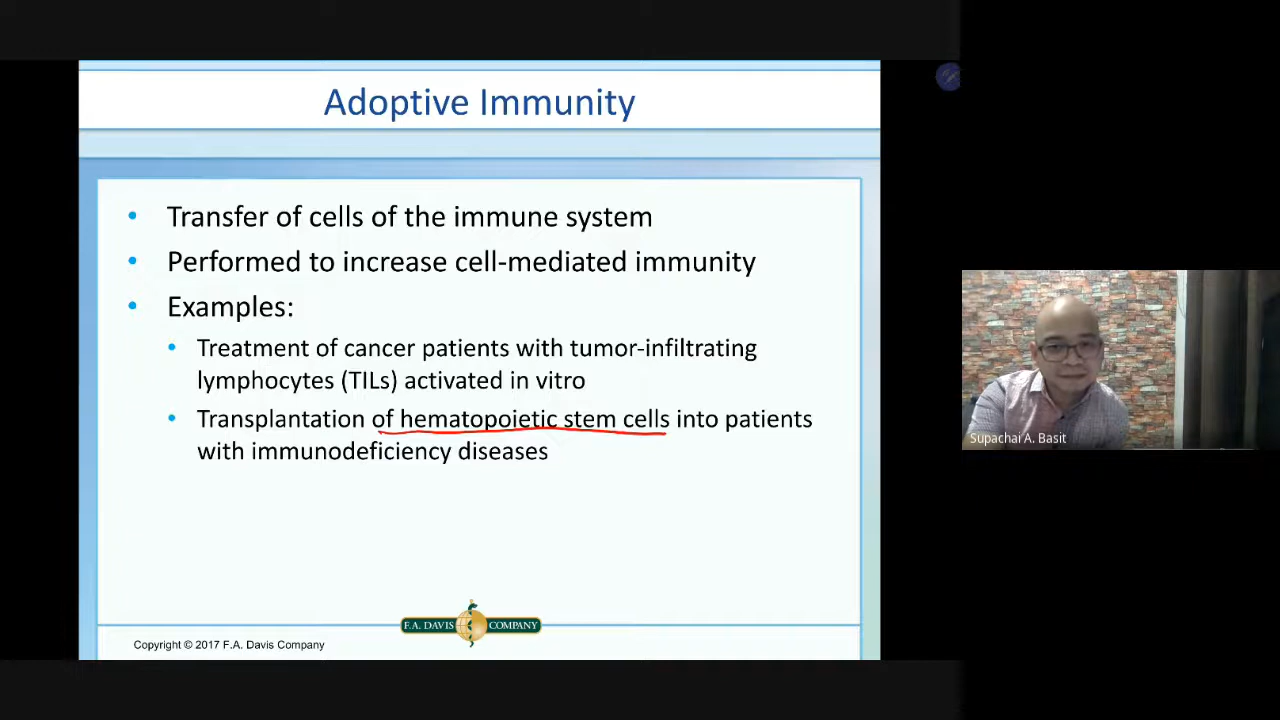 Adoptive Immunity
• Transfer of cells of the immune system
• Performed to increase cell-mediated immunity
• Examples:
• Treatment of cancer patients with tumor-infiltrating
lymphocytes (TILs) activated in vitro
• Transplantation of hematopoietic stem cells into patients
with immunodeficiency diseases
F.A. DAVIS COMPANY
Copyright © 2017 F.A. Davis Company
Supachai A. Basit